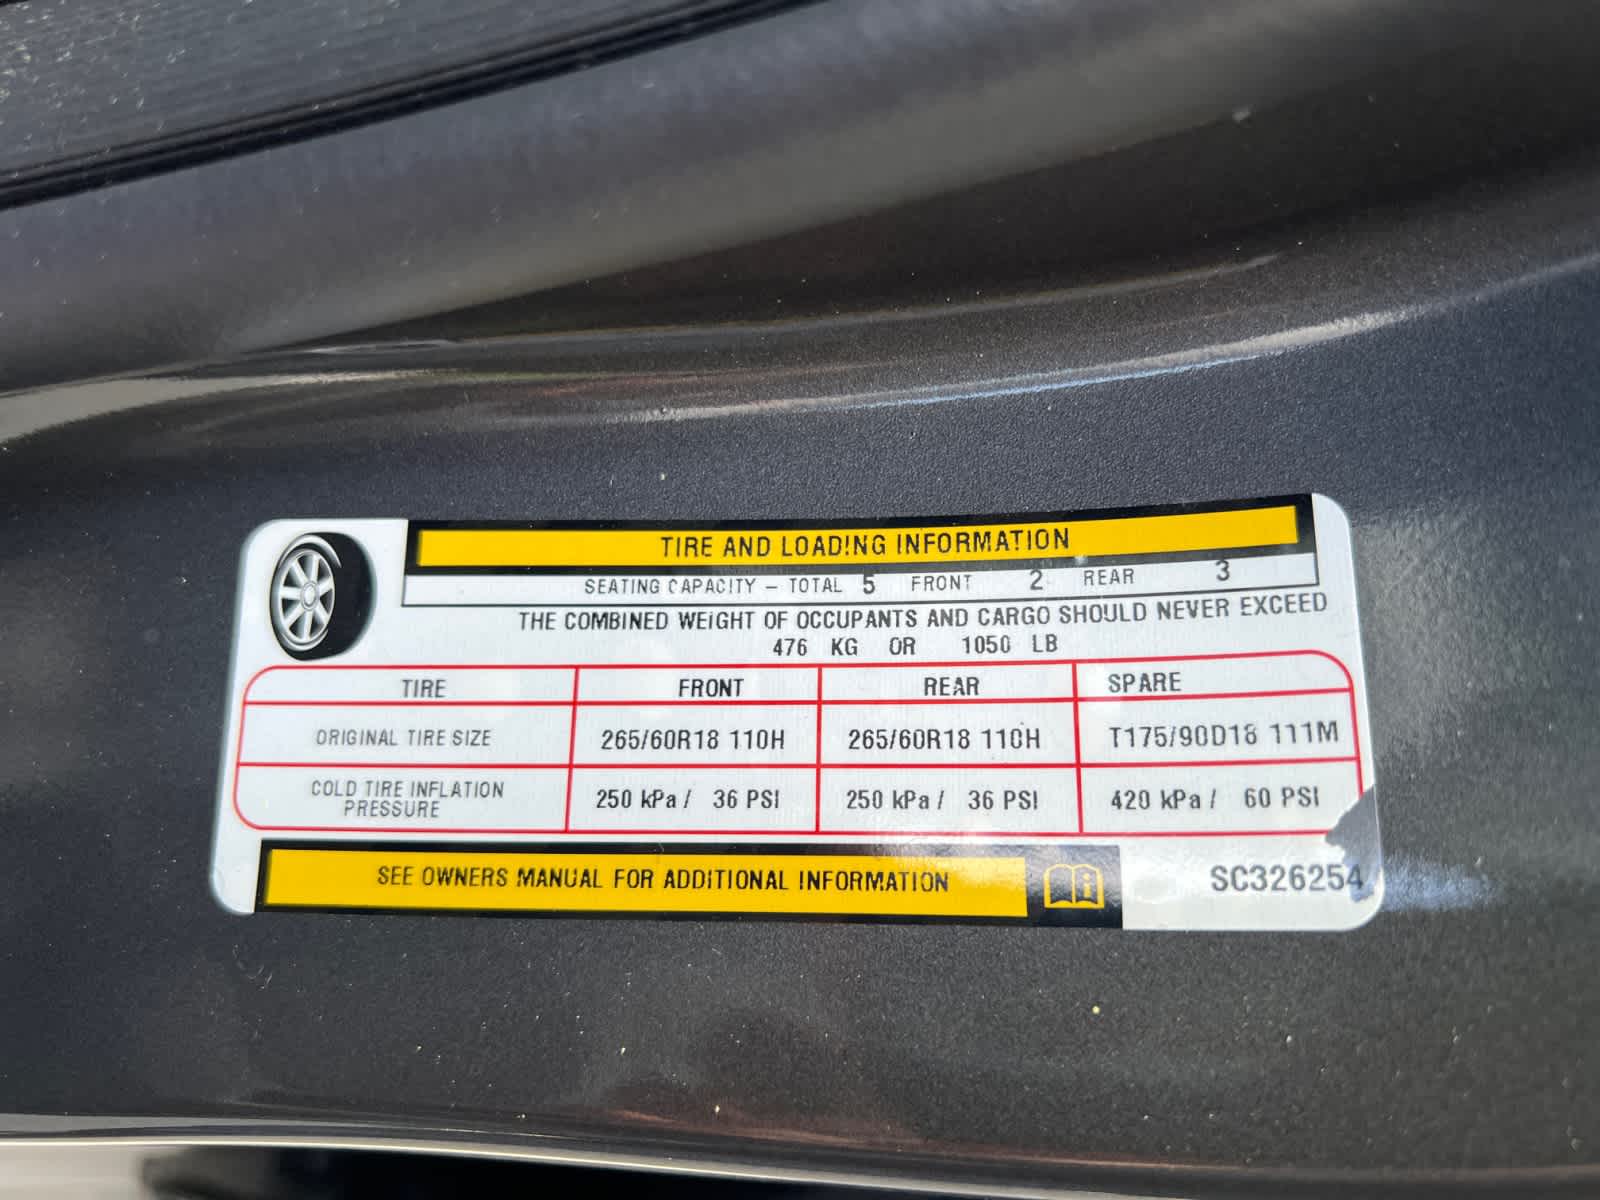 TIRE AND LOADING INFORMATION
SEATING CAPACITY – TOTAL 5 FRONT 2 REAR 3
THE COMBINED WEIGHT OF OCCUPANTS AND CARGO SHOULD NEVER EXCEED
476 KG OR 1050 LB
TIRE FRONT REAR SPARE
ORIGINAL TIRE SIZE 265/60R18 110H 265/60R18 110H T175/90D18 111M
COLD TIRE INFLATION
PRESSURE 250 kPa / 36 PSI 250 kPa / 36 PSI 420 kPa / 60 PSI
SEE OWNERS MANUAL FOR ADDITIONAL INFORMATION
SC326254